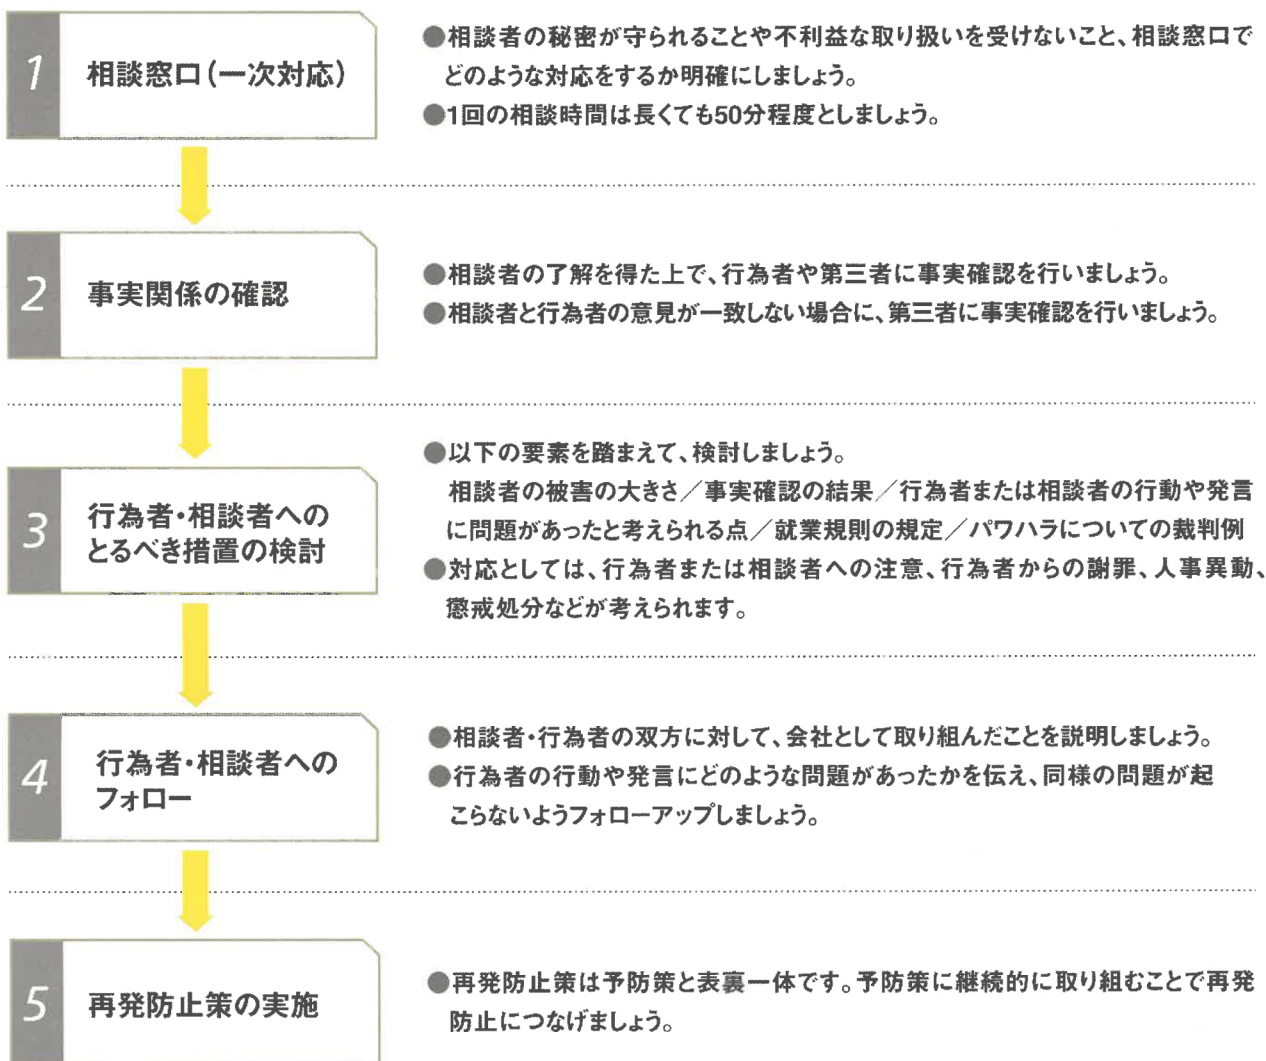 1
相談窓口（一次対応）
●相談者の秘密が守られることや不利益な取り扱いを受けないこと、相談窓口で
どのような対応をするか明確にしましょう。
●1回の相談時間は長くても50分程度としましょう。
2
事実関係の確認
●相談者の了解を得た上で、行為者や第三者に事実確認を行いましょう。
●相談者と行為者の意見が一致しない場合に、第三者に事実確認を行いましょう。
3
行為者・相談者への
とるべき措置の検討
●以下の要素を踏まえて、検討しましょう。
相談者の被害の大きさ／事実確認の結果／行為者または相談者の行動や発言
に問題があったと考えられる点／就業規則の規定／パワハラについての裁判例
●対応としては、行為者または相談者への注意、行為者からの謝罪、人事異動、
懲戒処分などが考えられます。
4
行為者・相談者への
フォロー
●相談者・行為者の双方に対して、会社として取り組んだことを説明しましょう。
●行為者の行動や発言にどのような問題があったかを伝え、同様の問題が起
こらないようフォローアップしましょう。
5
再発防止策の実施
●再発防止策は予防策と表裏一体です。予防策に継続的に取り組むことで再発
防止につなげましょう。